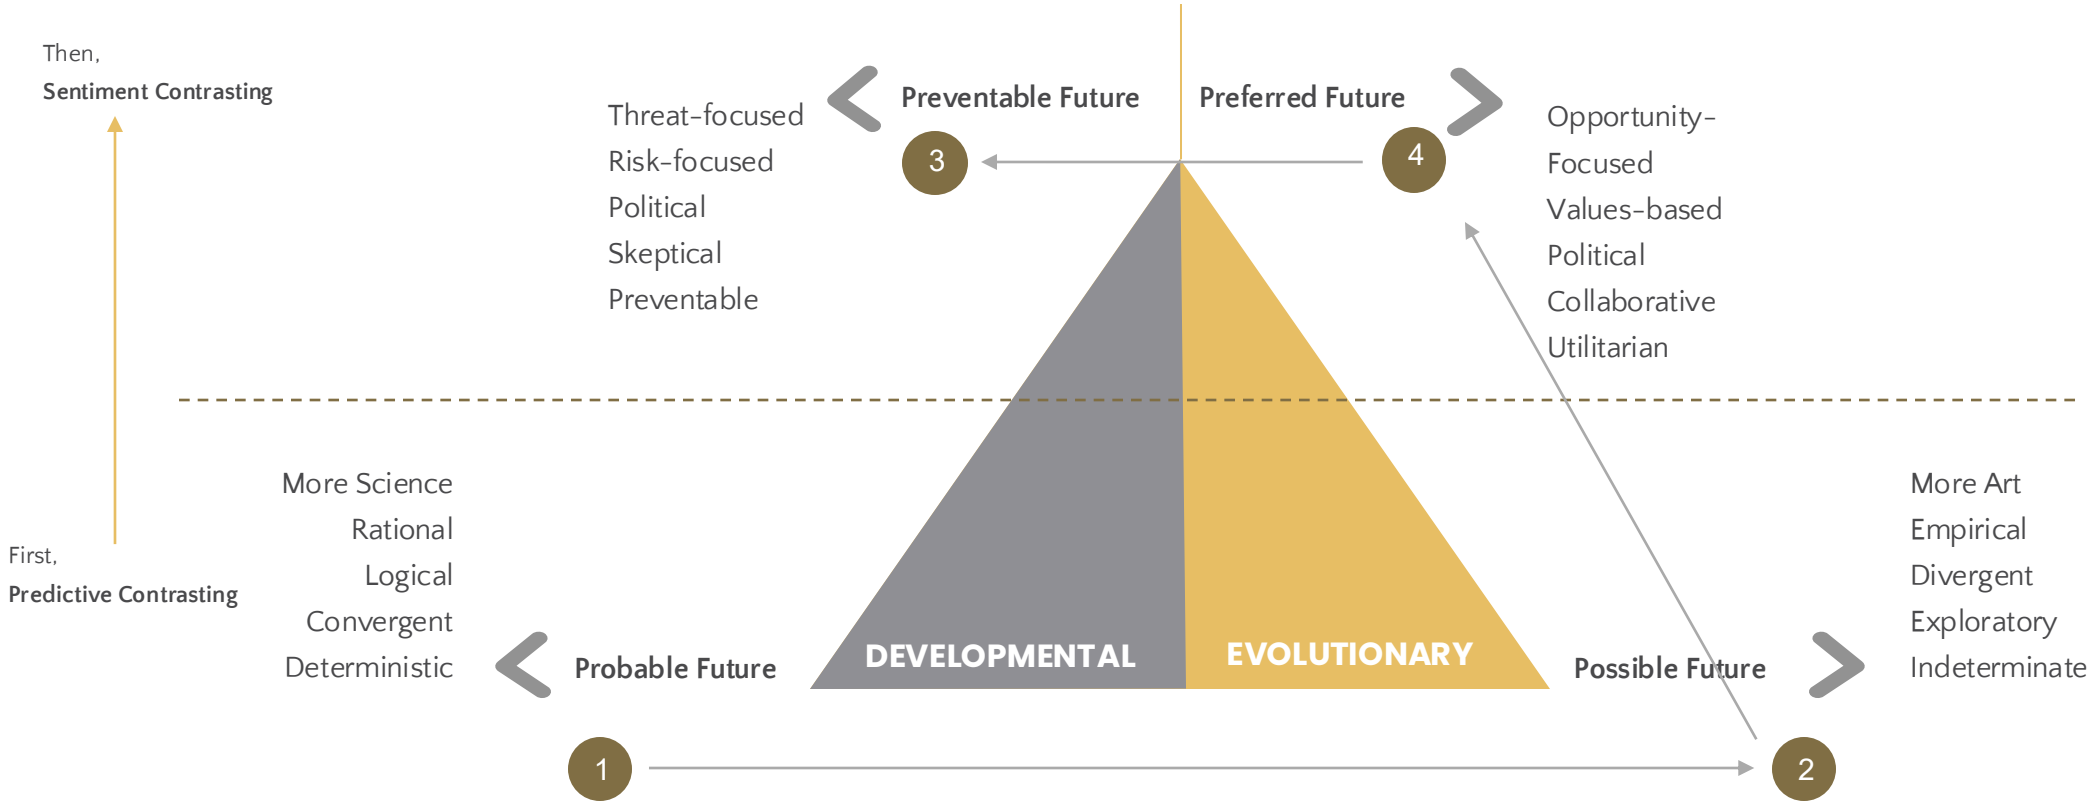 Then,
Sentiment Contrasting
Preventable Future
Preferred Future
Threat-focused
Risk-focused
Political
Skeptical
Preventable
3
4
Opportunity-
Focused
Values-based
Political
Collaborative
Utilitarian
First,
Predictive Contrasting
More Science
Rational
Logical
Convergent
Deterministic
Probable Future
DEVELOPMENTAL
EVOLUTIONARY
Possible Future
More Art
Empirical
Divergent
Exploratory
Indeterminate
1
2